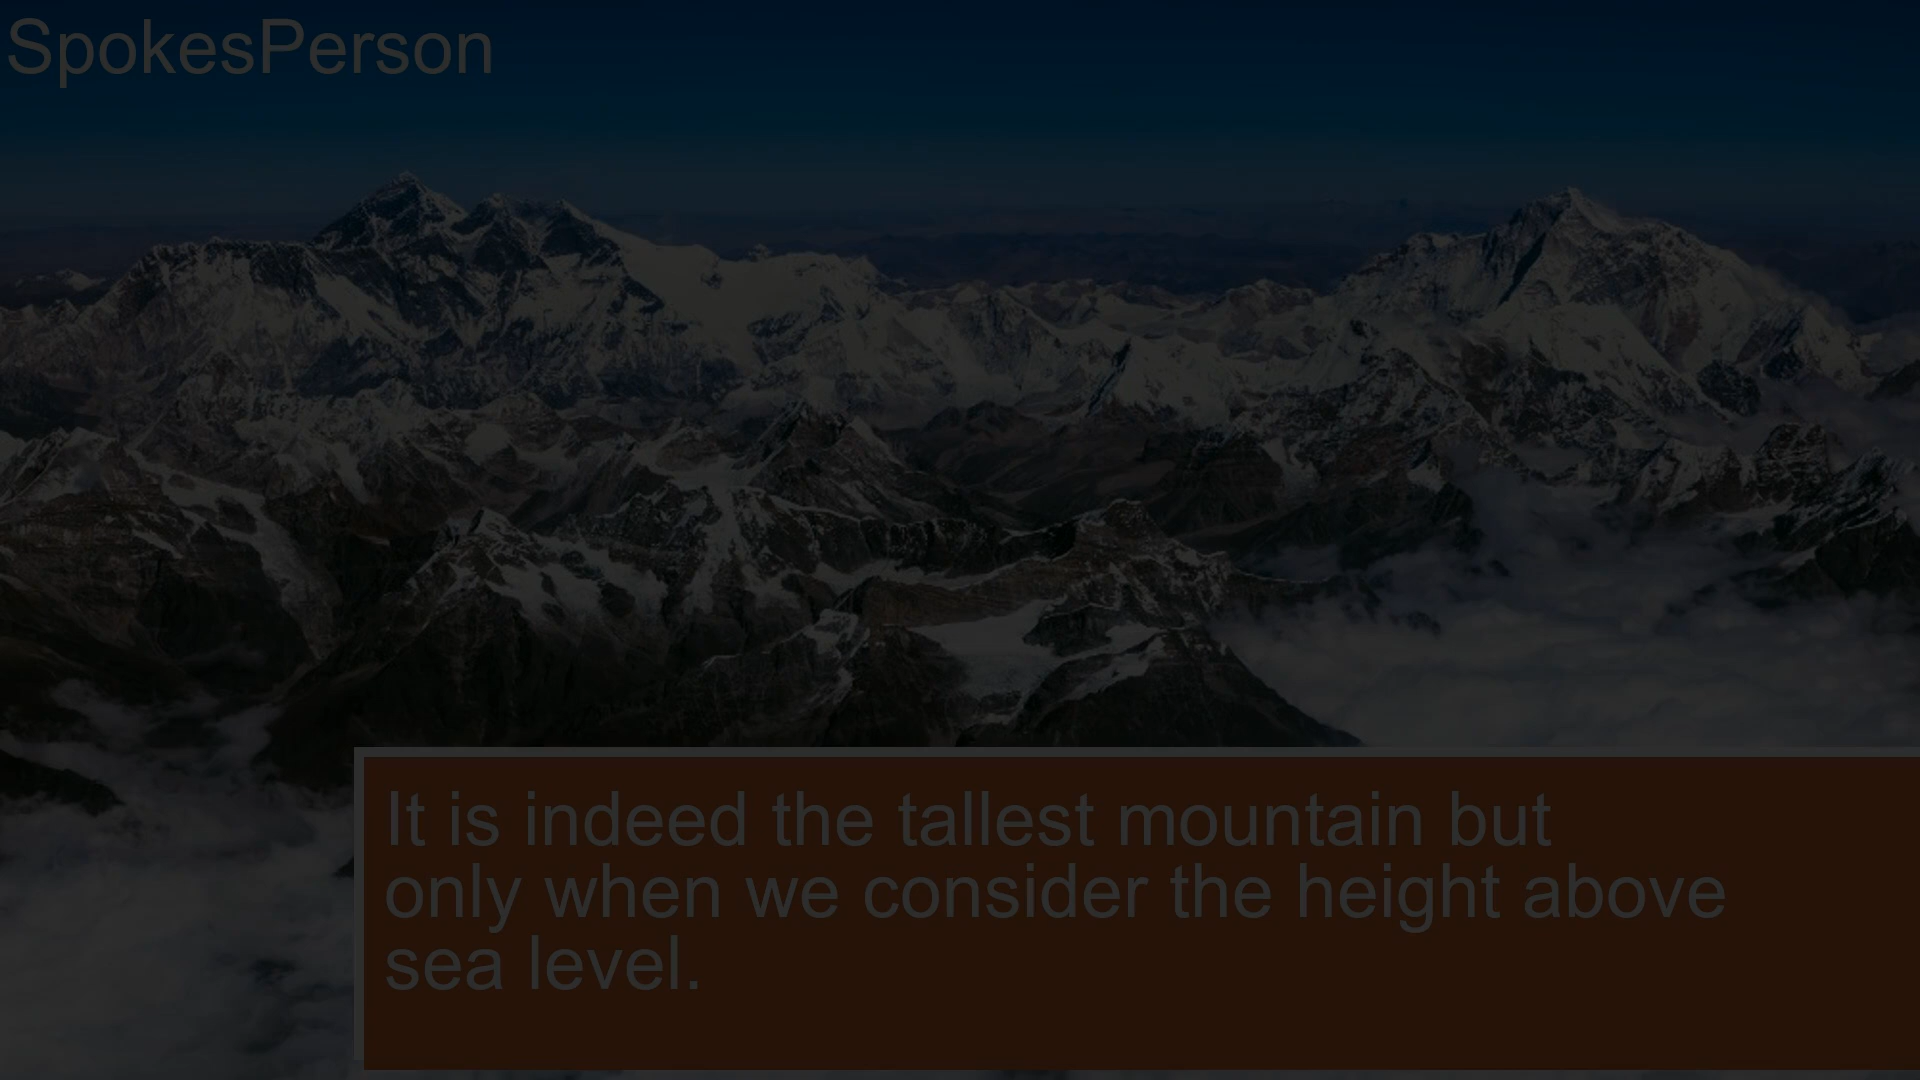 SpokesPerson
It is indeed the tallest mountain but
only when we consider the height above
sea level.